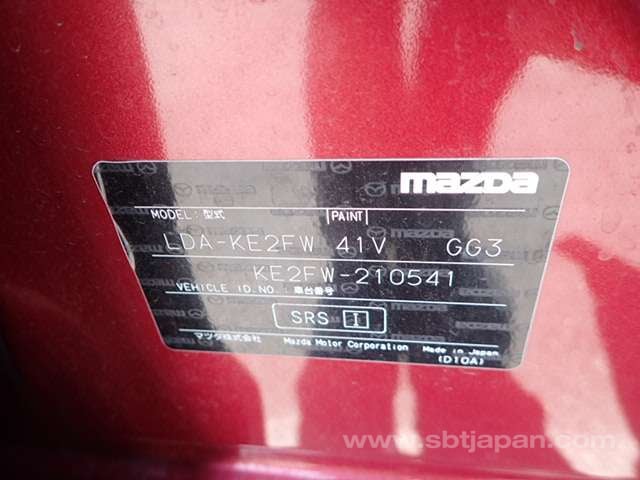 mazda
MODEL: 型式 PAINT
LDA-KE2FW 41V GG3
KE2FW-210541
VEHICLE ID.NO. 車台番号
SRS I
マツダ株式会社 Mazda Motor Corporation Made in Japan
(D10A)
www.sbtjapan.com